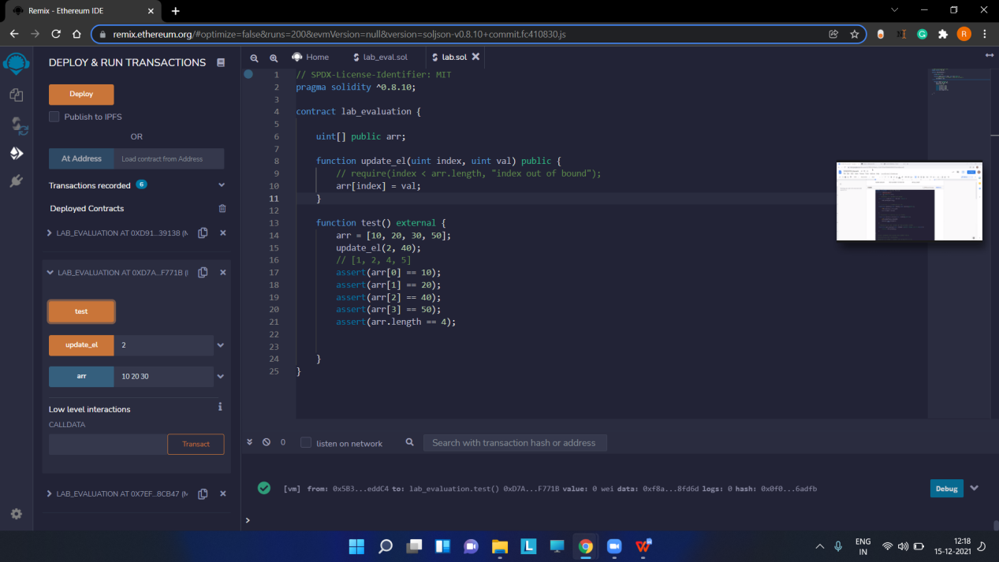 Remix - Ethereum IDE
remix.ethereum.org/#optimize=false&runs=200&evmVersion=null&version=soljson-v0.8.10+commit.fc410830.js
R
DEPLOY & RUN TRANSACTIONS
Deploy
Publish to IPFS
OR
At Address
Load contract from Address
Transactions recorded 6
Deployed Contracts
LAB_EVALUATION AT 0XD91...39138 (M
LAB_EVALUATION AT 0XD7A...F771B (
test
update_el
2
arr
10 20 30
Low level interactions
i
CALLDATA
Transact
LAB_EVALUATION AT 0X7EF...8CB47 (M
Home
lab_eval.sol
lab.sol
1 // SPDX-License-Identifier: MIT
2 pragma solidity ^0.8.10;
3
4 contract lab_evaluation {
5
6 uint[] public arr;
7
8 function update_el(uint index, uint val) public {
9 // require(index < arr.length, "index out of bound");
10 arr[index] = val;
11 }
12
13 function test() external {
14 arr = [10, 20, 30, 50];
15 update_el(2, 40);
16 // [1, 2, 4, 5]
17 assert(arr[0] == 10);
18 assert(arr[1] == 20);
19 assert(arr[2] == 40);
20 assert(arr[3] == 50);
21 assert(arr.length == 4);
22
23
24 }
25 }
0
listen on network
Search with transaction hash or address
[vm] from: 0x5B3...eddC4 to: lab_evaluation.test() 0xD7A...F771B value: 0 wei data: 0xf8a...8fd6d logs: 0 hash: 0x0f0...6adfb
Debug
>
L
W
ENG
IN
12:18
15-12-2021